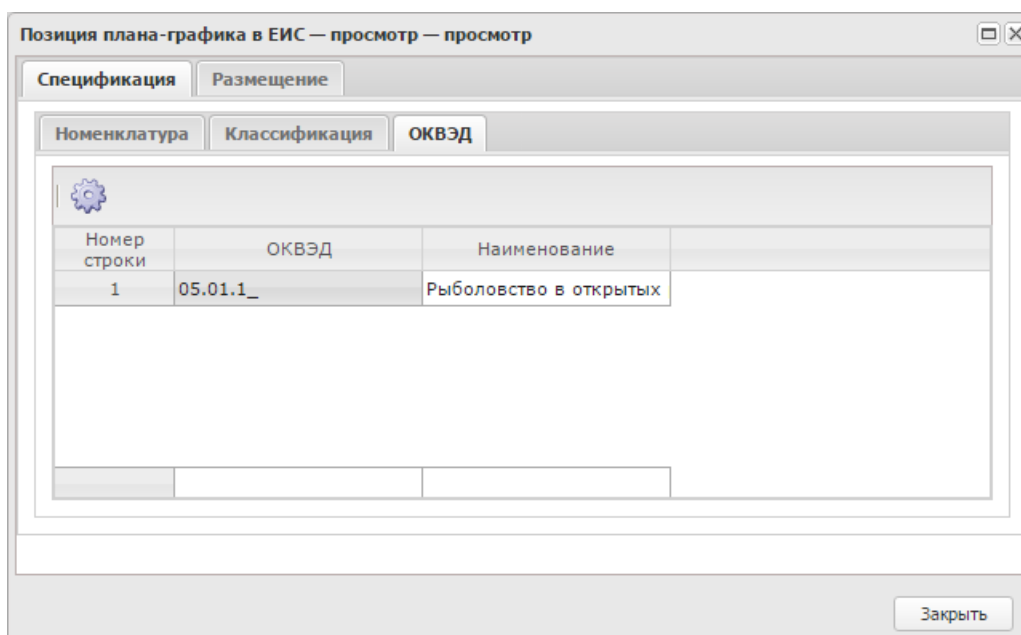 Позиция плана-графика в ЕИС — просмотр — просмотр
Спецификация Размещение
Номенклатура Классификация ОКВЭД
Номер строки ОКВЭД Наименование
1 05.01.1_ Рыболовство в открытых
Закрыть